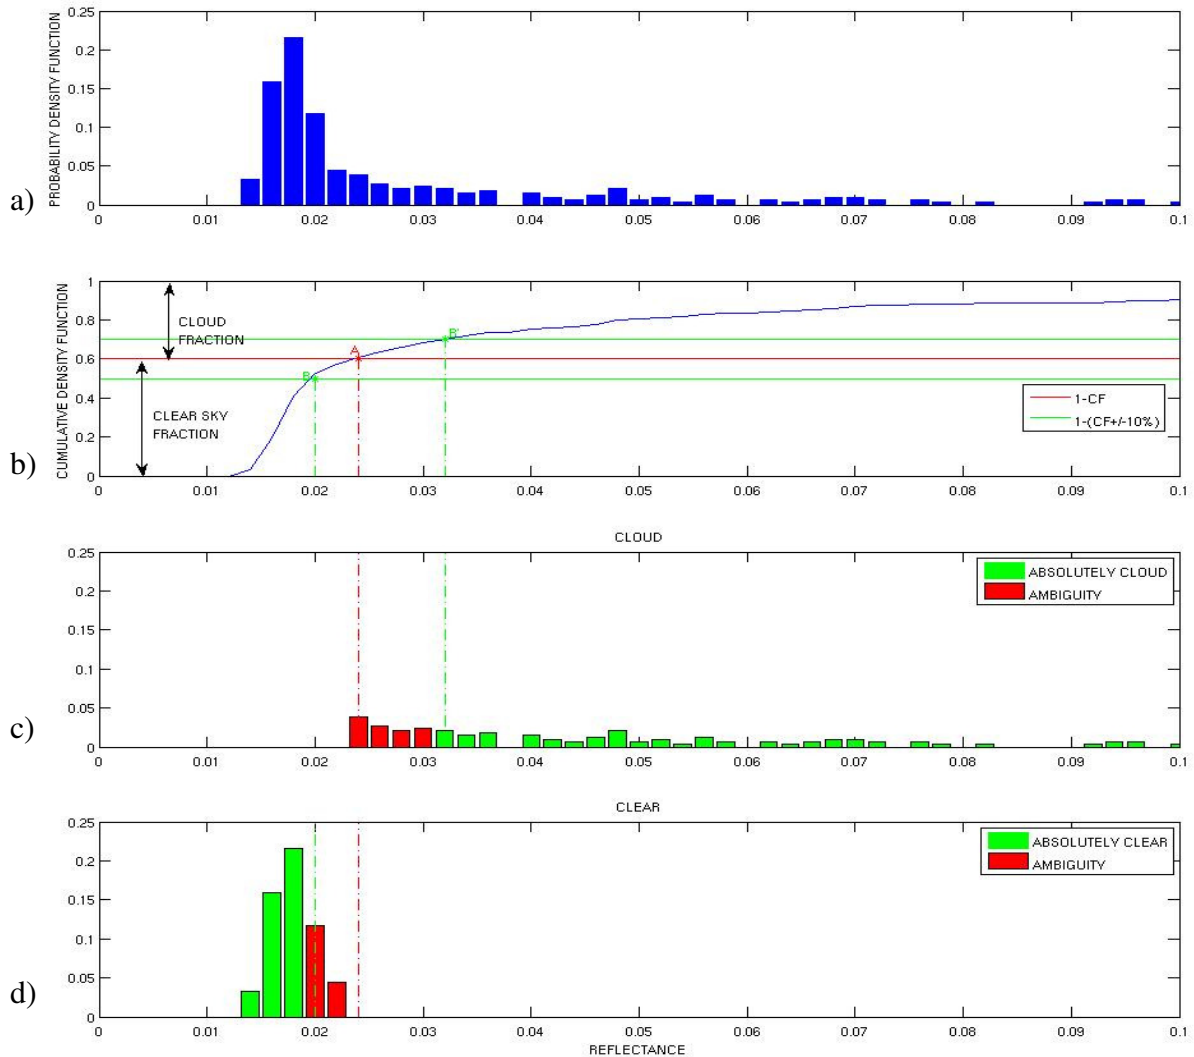 a)
PROBABILITY DENSITY FUNCTION
0.25
0.2
0.15
0.1
0.05
0
0 0.01 0.02 0.03 0.04 0.05 0.06 0.07 0.08 0.09 0.1
b)
CUMULATIVE DENSITY FUNCTION
1
0.8
0.6
0.4
0.2
0
CLOUD
FRACTION
CLEAR SKY
FRACTION
B
A
B'
1-CF
1-(CF+/-10%)
0 0.01 0.02 0.03 0.04 0.05 0.06 0.07 0.08 0.09 0.1
c)
CLOUD
0.25
0.2
0.15
0.1
0.05
0
ABSOLUTELY CLOUD
AMBIGUITY
0 0.01 0.02 0.03 0.04 0.05 0.06 0.07 0.08 0.09 0.1
d)
CLEAR
0.25
0.2
0.15
0.1
0.05
0
ABSOLUTELY CLEAR
AMBIGUITY
0 0.01 0.02 0.03 0.04 0.05 0.06 0.07 0.08 0.09 0.1
REFLECTANCE